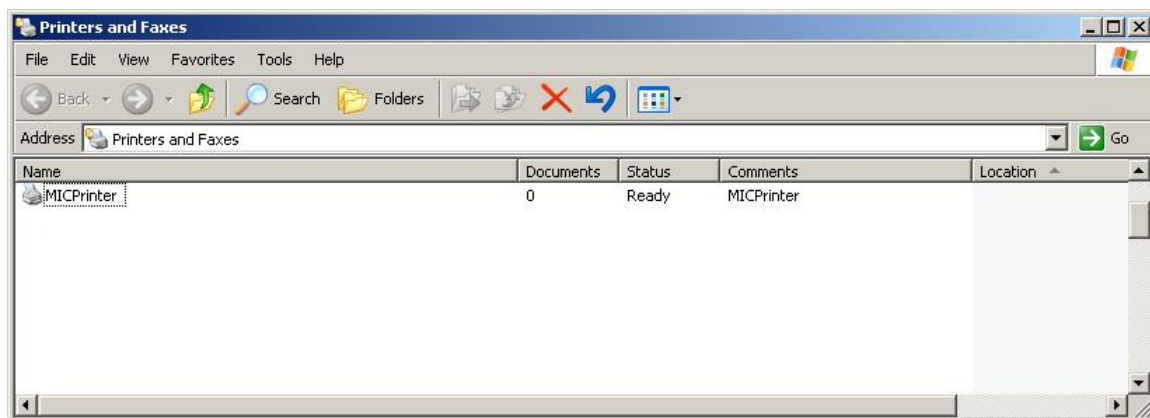 Printers and Faxes
File Edit View Favorites Tools Help
Back Search Folders
Address Printers and Faxes Go
Name Documents Status Comments Location
MICPrinter 0 Ready MICPrinter